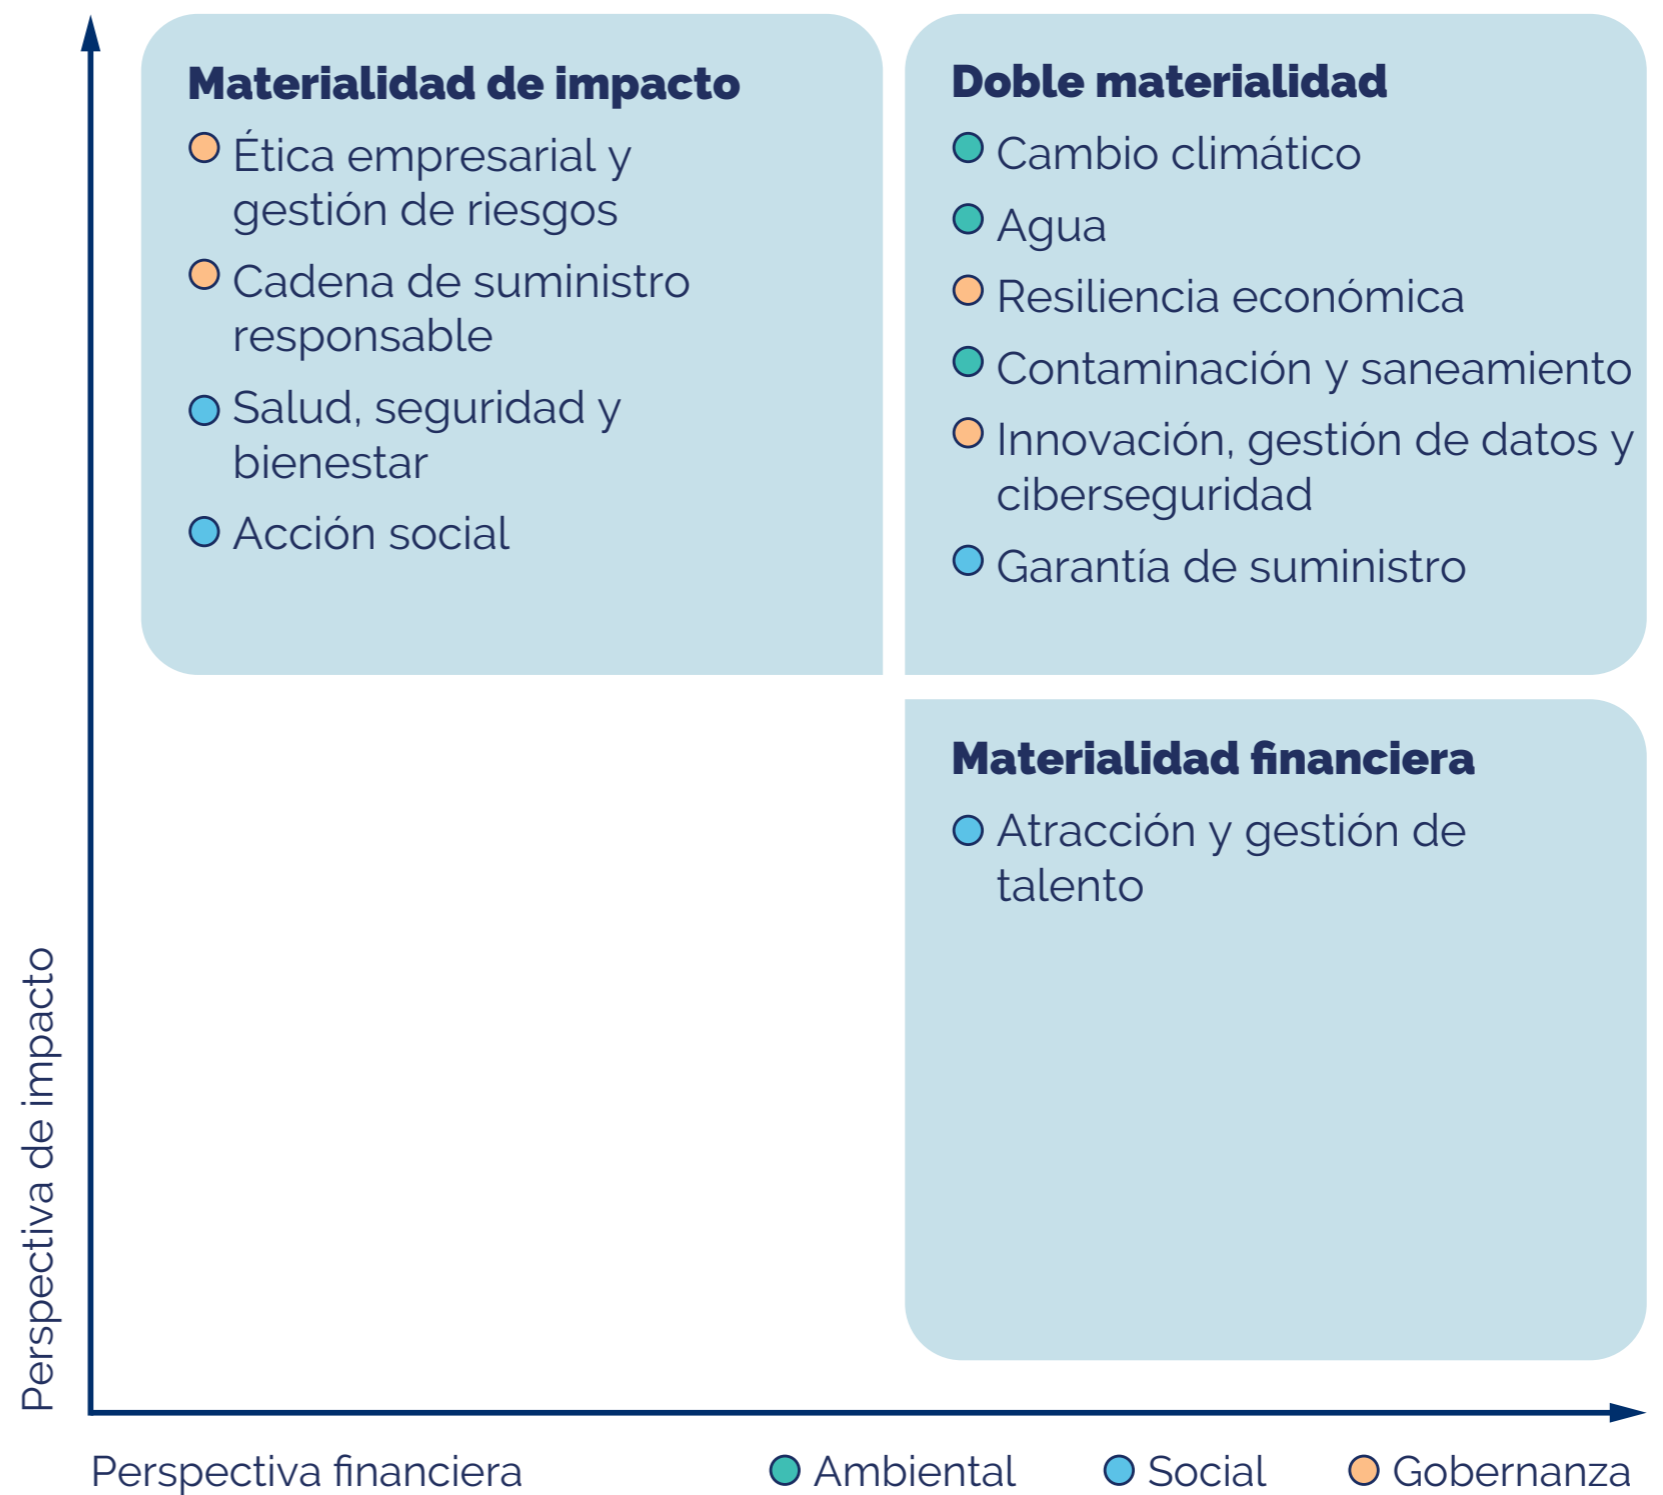 Materialidad de impacto
Ética empresarial y
gestión de riesgos
Cadena de suministro
responsable
Salud, seguridad y
bienestar
Acción social
Doble materialidad
Cambio climático
Agua
Resiliencia económica
Contaminación y saneamiento
Innovación, gestión de datos y
ciberseguridad
Garantía de suministro
Materialidad financiera
Atracción y gestión de
talento
Perspectiva de impacto
Perspectiva financiera
Ambiental
Social
Gobernanza